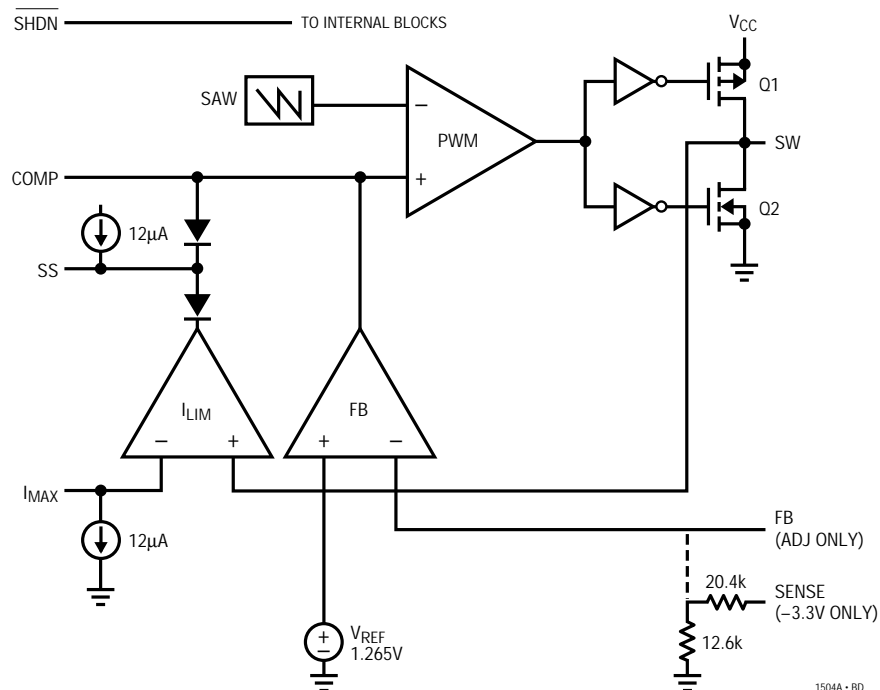 SHDN
TO INTERNAL BLOCKS
VCC
SAW
−
PWM
Q1
SW
COMP
+
12µA
Q2
SS
ILIM
FB
−
+
+
−
IMAX
12µA
FB
(ADJ ONLY)
20.4k
SENSE
(–3.3V ONLY)
+
−
VREF
1.265V
12.6k
1504A • BD